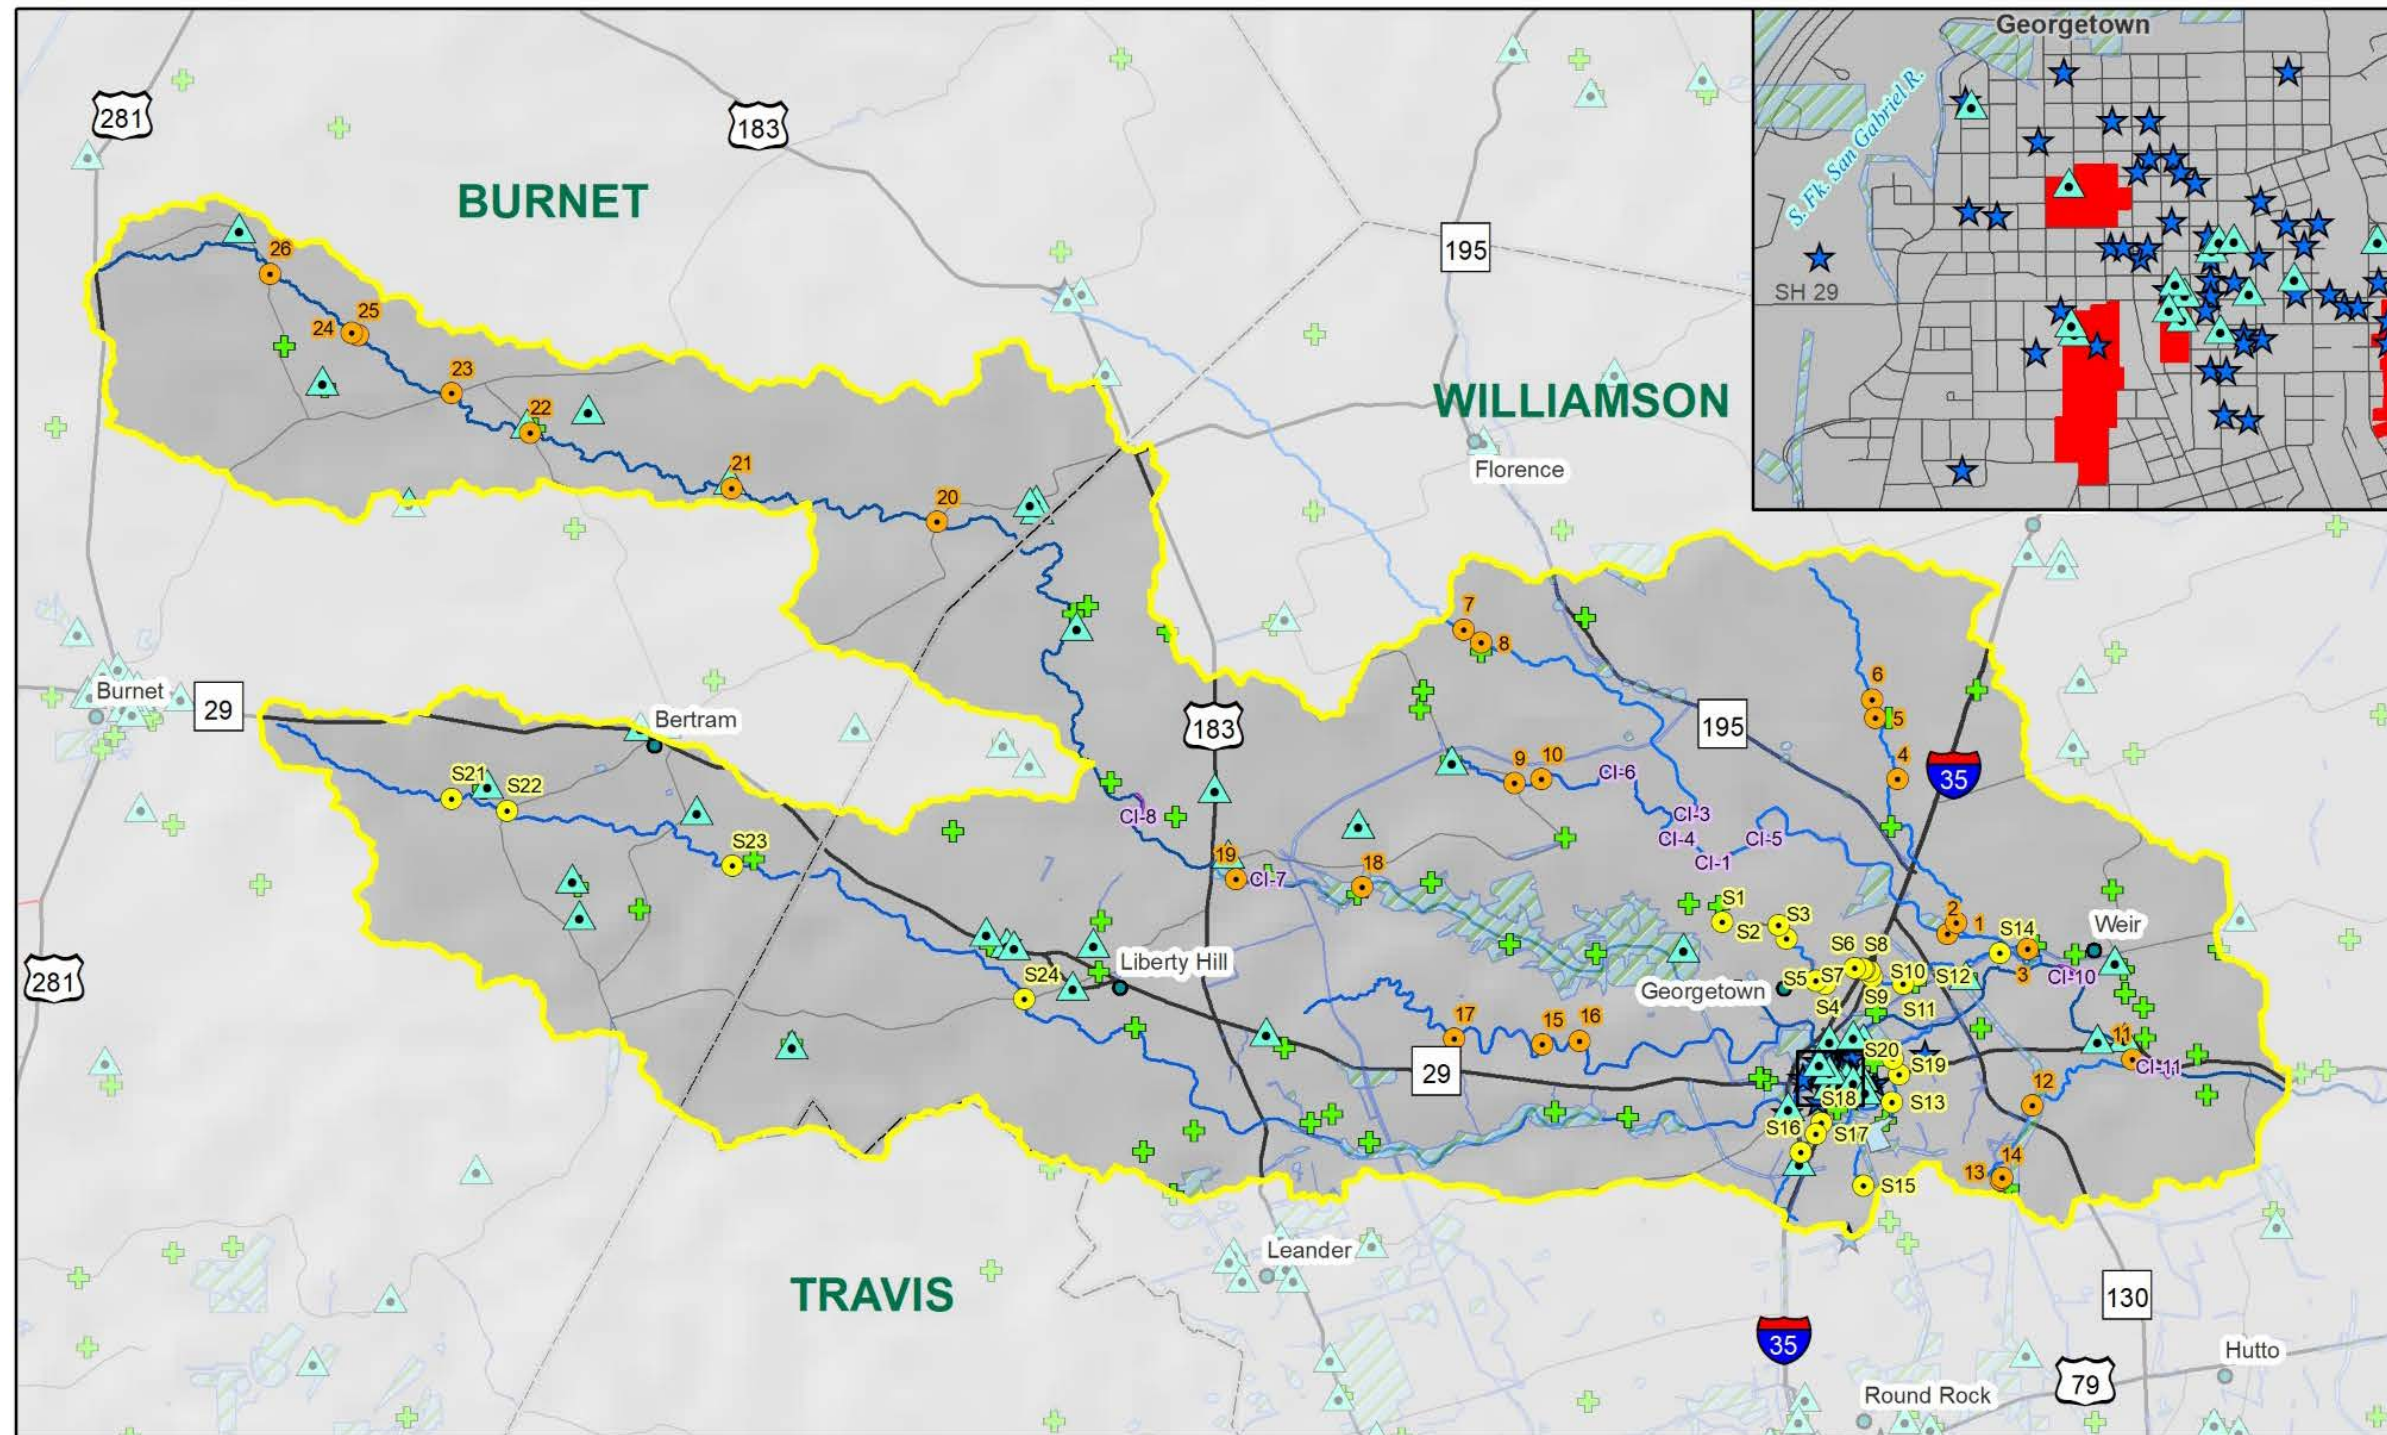 Georgetown
S. Fk. San Gabriel R.
SH 29
281
183
BURNET
195
26
25
24
23
22
21
20
WILLIAMSON
Florence
7
8
6
5
4
Burnet
29
Bertram
183
195
35
9
10
CI-6
CI-3
CI-4
CI-5
CI-1
S21
S22
CI-8
S23
19
CI-7
18
S1
S2
S3
2
1
S14
Weir
Liberty Hill
S24
281
S6
S8
S5
S7
S10
S12
3
CI-10
Georgetown
S4
S9
S11
17
15
16
29
S20
S19
11
CI-11
12
S18
S13
S16
S17
14
13
S15
TRAVIS
Leander
35
130
Hutto
79
Round Rock